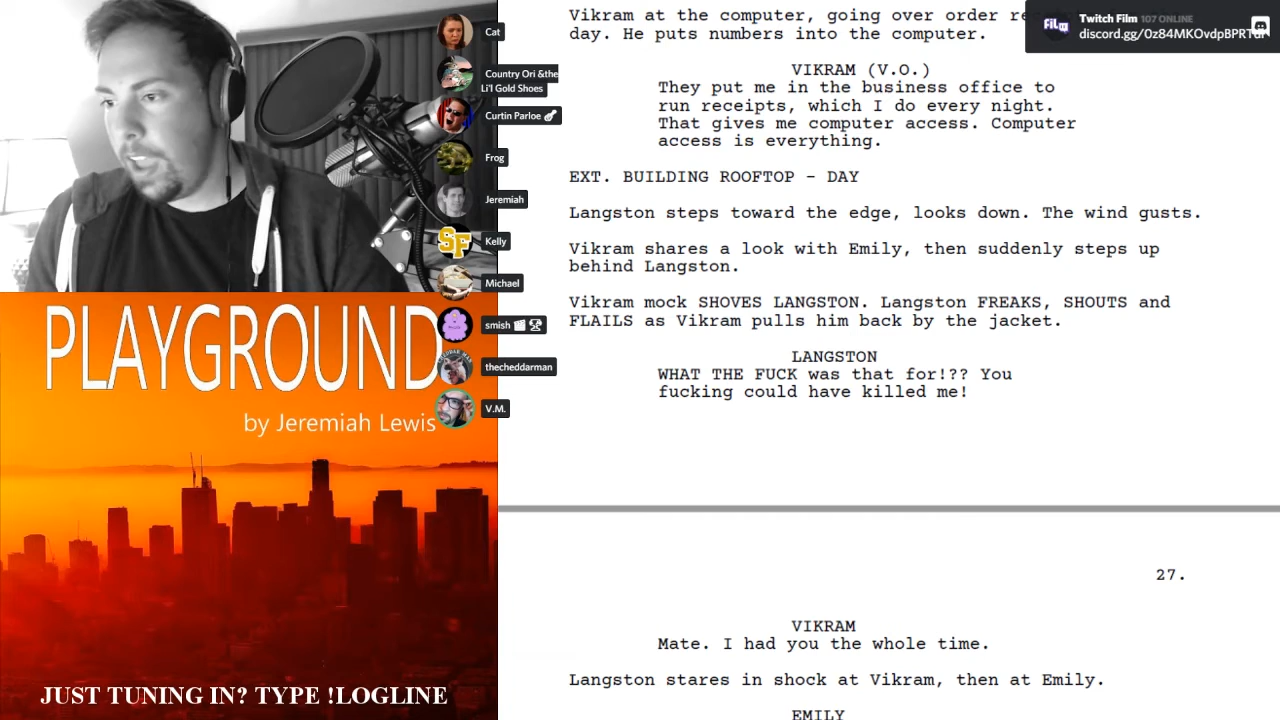 Cat
Country Ori &the
Li'l Gold Shoes
Curtin Parloe
Frog
Jeremiah
Kelly
Michael
smish
thecheddarman
V.M.
PLAYGROUND
by Jeremiah Lewis
JUST TUNING IN? TYPE !LOGLINE
Twitch Film 107 ONLINE
Vikram at the computer, going over order
day. He puts numbers into the computer.
VIKRAM (V.O.)
They put me in the business office to
run receipts, which I do every night.
That gives me computer access. Computer
access is everything.
EXT. BUILDING ROOFTOP - DAY
Langston steps toward the edge, looks down. The wind gusts.
Vikram shares a look with Emily, then suddenly steps up
behind Langston.
Vikram mock SHOVES LANGSTON. Langston FREAKS, SHOUTS and
FLAILS as Vikram pulls him back by the jacket.
LANGSTON
WHAT THE FUCK was that for!?? You
fucking could have killed me!
27.
VIKRAM
Mate. I had you the whole time.
Langston stares in shock at Vikram, then at Emily.
EMILY